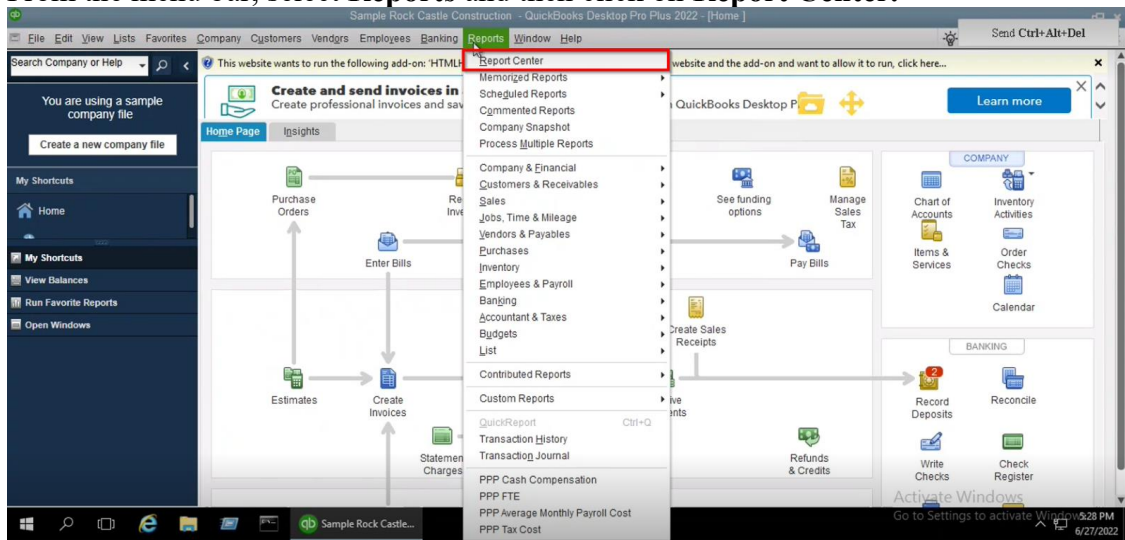 From the menu bar, select Reports and then click on Report Center.
Sample Rock Castle Construction - QuickBooks Desktop Pro Plus 2022 - [Home ]
File Edit View Lists Favorites Company Customers Vendors Employees Banking Reports Window Help
Send Ctrl+Alt+Del
Search Company or Help
This website wants to run the following add-on: 'HTML
website and the add-on and want to allow it to run, click here...
You are using a sample
company file
Create a new company file
My Shortcuts
Home
My Shortcuts
View Balances
Run Favorite Reports
Open Windows
Create and send invoices in
Create professional invoices and sav
QuickBooks Desktop P
Learn more
Home Page
Insights
Purchase
Orders
Re
Inve
Enter Bills
See funding
options
Manage
Sales
Tax
Pay Bills
Create Sales
Receipts
Estimates
Create
Invoices
ive
ents
Statemen
Charges
Refunds
& Credits
Report Center
Memorized Reports
Scheduled Reports
Commented Reports
Company Snapshot
Process Multiple Reports
Company & Financial
Customers & Receivables
Sales
Jobs, Time & Mileage
Vendors & Payables
Purchases
Inventory
Employees & Payroll
Banking
Accountant & Taxes
Budgets
List
Contributed Reports
Custom Reports
QuickReport Ctrl+Q
Transaction History
Transaction Journal
PPP Cash Compensation
PPP FTE
PPP Average Monthly Payroll Cost
PPP Tax Cost
COMPANY
Chart of
Accounts
Inventory
Activities
Items &
Services
Order
Checks
Calendar
BANKING
2
Record
Deposits
Reconcile
Write
Checks
Check
Register
Activate Windows
Go to Settings to activate Windows
Sample Rock Castle...
5:28 PM
6/27/2022